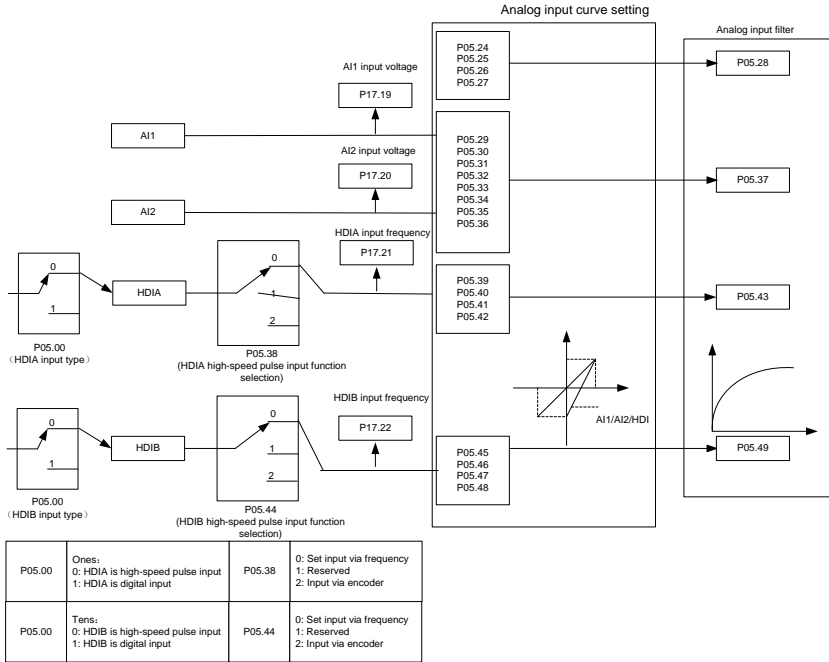 Analog input curve setting
Analog input filter
P05.24
P05.25
P05.26
P05.27
P05.28
AI1 input voltage
P17.19
AI1
AI2 input voltage
P17.20
AI2
P05.29
P05.30
P05.31
P05.32
P05.33
P05.34
P05.35
P05.36
P05.37
HDIA input frequency
P17.21
0
1
HDIA
0
1
2
P05.39
P05.40
P05.41
P05.42
P05.43
P05.00
（HDIA input type）
P05.38
(HDIA high-speed pulse input function
selection)
AI1/AI2/HDI
HDIB input frequency
P17.22
0
1
HDIB
0
1
2
P05.45
P05.46
P05.47
P05.48
P05.49
P05.00
（HDIB input type）
P05.44
(HDIB high-speed pulse input function
selection)
P05.00
Ones：
0: HDIA is high-speed pulse input
1: HDIA is digital input
P05.38
0: Set input via frequency
1: Reserved
2: Input via encoder
P05.00
Tens:
0: HDIB is high-speed pulse input
1: HDIB is digital input
P05.44
0: Set input via frequency
1: Reserved
2: Input via encoder